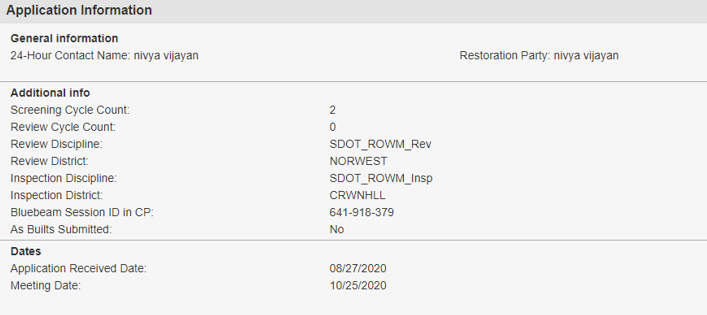 Application Information
General information
24-Hour Contact Name: nivya vijayan Restoration Party: nivya vijayan
Additional info
Screening Cycle Count: 2
Review Cycle Count: 0
Review Discipline: SDOT_ROWM_Rev
Review District: NORWEST
Inspection Discipline: SDOT_ROWM_Insp
Inspection District: CRWNHLL
Bluebeam Session ID in CP: 641-918-379
As Builts Submitted: No
Dates
Application Received Date: 08/27/2020
Meeting Date: 10/25/2020